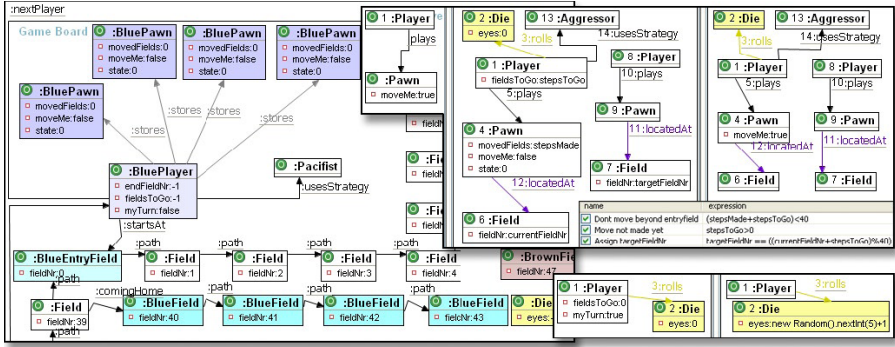 :nextPlayer
Game Board
:BluePawn
movedFields:0
moveMe:false
state:0
:BluePawn
movedFields:0
moveMe:false
state:0
:BluePawn
movedFields:0
moveMe:false
state:0
:BluePawn
movedFields:0
moveMe:false
state:0
:stores
:stores
:stores
:stores
:BluePlayer
endFieldNr:-1
fieldsToGo:-1
myTurn:false
:Pacifist
:usesStrategy
:startsAt
:path
:path
:path
:path
:BlueEntryField
fieldNr:0
:Field
fieldNr:1
:Field
fieldNr:2
:Field
fieldNr:3
:Field
fieldNr:4
:BrownFie
fieldNr:47
:path
:comingHome
:path
:path
:path
:Field
fieldNr:39
:BlueField
fieldNr:40
:BlueField
fieldNr:41
:BlueField
fieldNr:42
:BlueField
fieldNr:43
:Die
eyes:
:path
1 :Player
plays
:Pawn
moveMe:true
2 :Die
eyes:0
13 :Aggressor
3:rolls
14:usesStrategy
1 :Player
fieldsToGo:stepsToGo
8 :Player
10:plays
5:plays
9 :Pawn
4 :Pawn
movedFields:stepsMade
moveMe:false
state:0
11:locatedAt
7 :Field
fieldNr:targetFieldNr
12:locatedAt
6 :Field
fieldNr:currentFieldNr
2 :Die
13 :Aggressor
3:rolls
14:usesStrategy
1 :Player
8 :Player
5:plays
10:plays
4 :Pawn
moveMe:true
9 :Pawn
12:locatedAt
11:locatedAt
6 :Field
7 :Field
name expression
Dont move beyond entryfield (stepsMade+stepsToGo)<40
Move not made yet stepsToGo>0
Assign targetFieldNr targetFieldNr == ((currentFieldNr+stepsToGo)%40)
1 :Player
fieldsToGo:0
myTurn:true
3:rolls
2 :Die
eyes:0
1 :Player
3:rolls
2 :Die
eyes:new Random().nextInt(5)+1